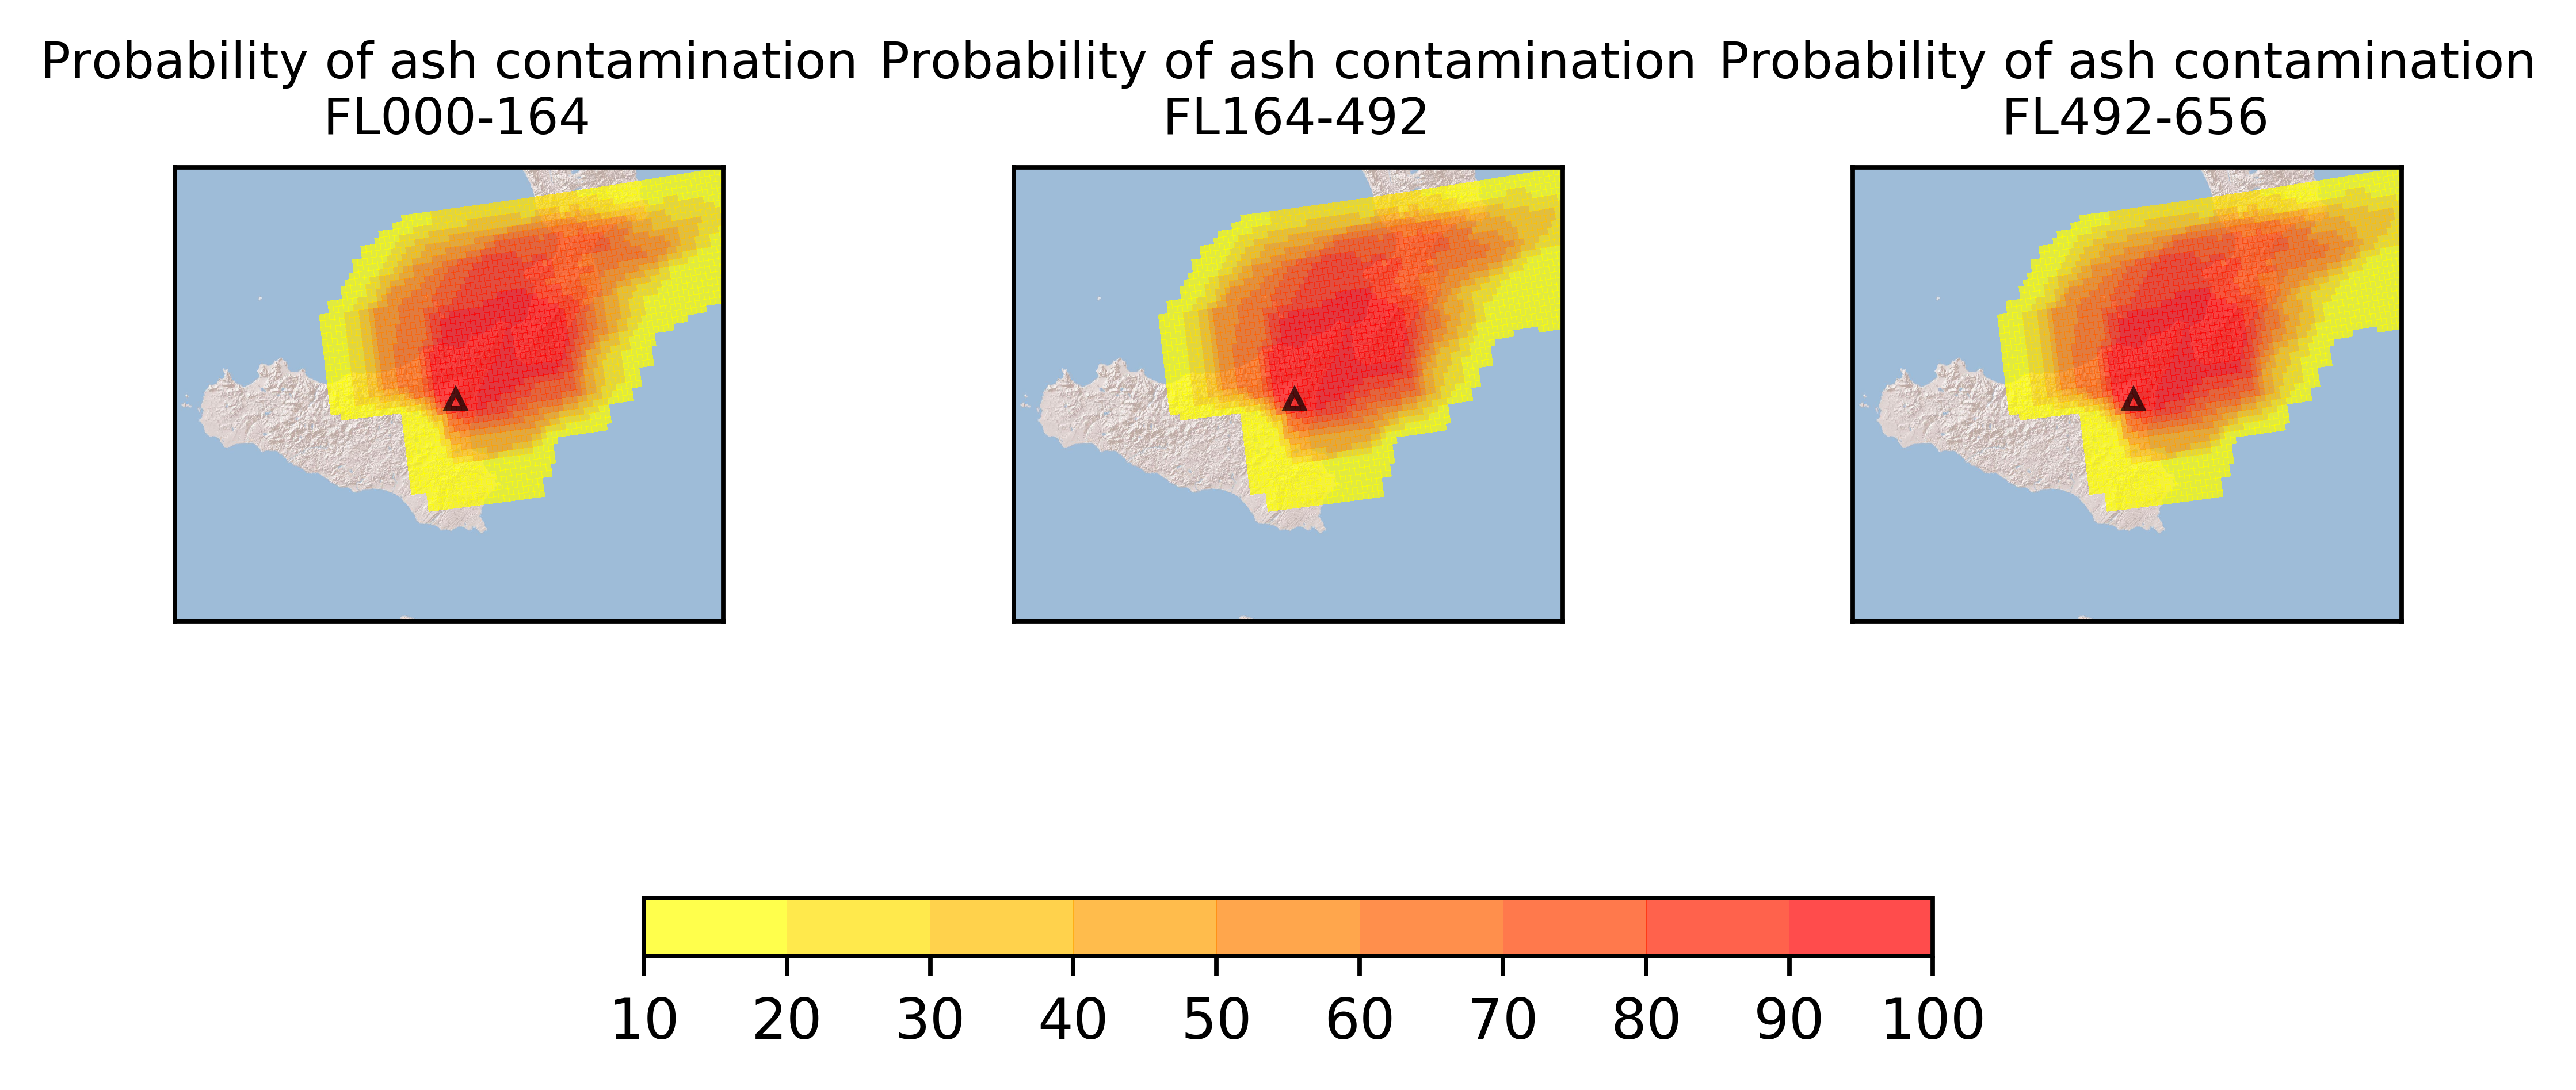 Probability of ash contamination
FL000-164
Probability of ash contamination
FL164-492
Probability of ash contamination
FL492-656
10 20 30 40 50 60 70 80 90 100